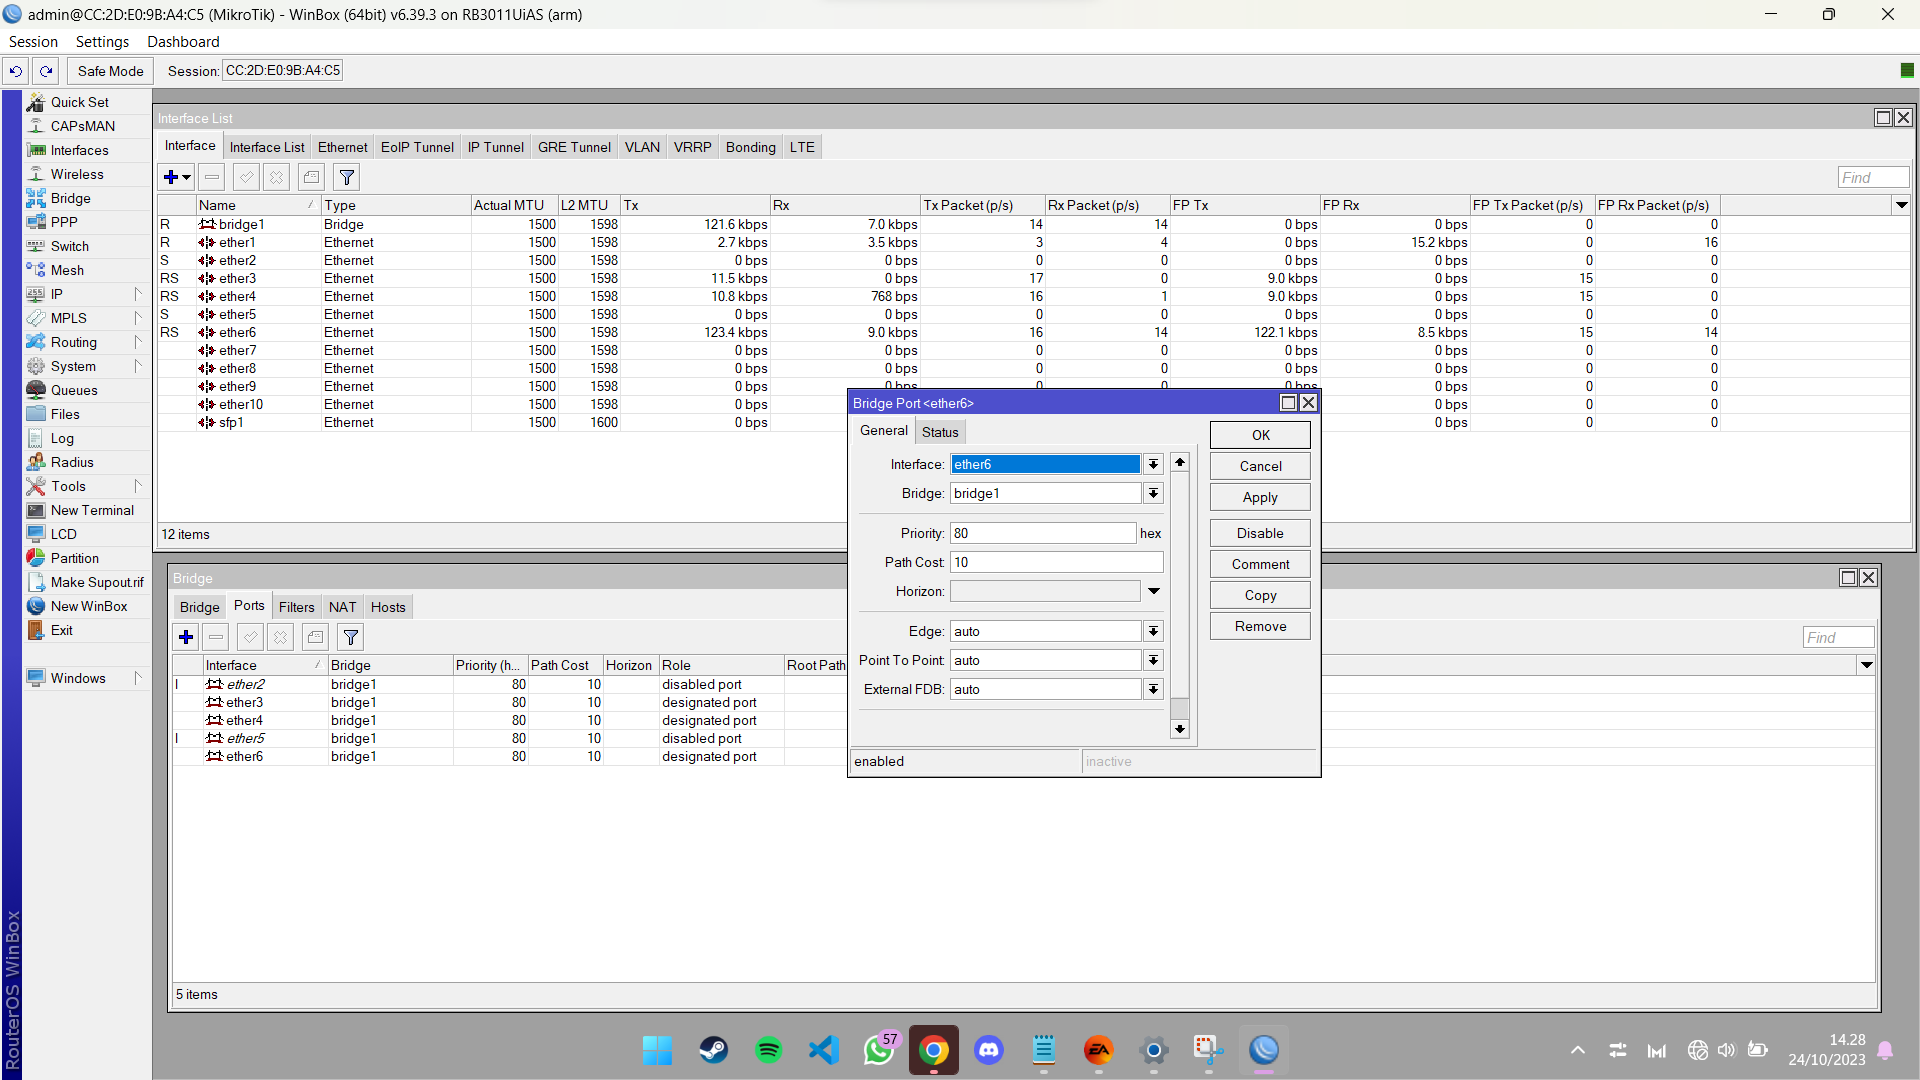 admin@CC:2D:E0:9B:A4:C5 (MikroTik) - WinBox (64bit) v6.39.3 on RB3011UiAS (arm)
Session Settings Dashboard
Safe Mode Session: CC:2D:E0:9B:A4:C5
Quick Set
CAPsMAN
Interfaces
Wireless
Bridge
PPP
Switch
Mesh
IP
MPLS
Routing
System
Queues
Files
Log
Radius
Tools
New Terminal
LCD
Partition
Make Supout.rif
New WinBox
Exit
Windows
RouterOS WinBox
Interface List
Interface Interface List Ethernet EoIP Tunnel IP Tunnel GRE Tunnel VLAN VRRP Bonding LTE
Find
Name Type Actual MTU L2 MTU Tx Rx Tx Packet (p/s) Rx Packet (p/s) FP Tx FP Rx FP Tx Packet (p/s) FP Rx Packet (p/s)
R bridge1 Bridge 1500 1598 121.6 kbps 7.0 kbps 14 14 0 bps 0 bps 0 0
R ether1 Ethernet 1500 1598 2.7 kbps 3.5 kbps 3 4 0 bps 15.2 kbps 0 16
S ether2 Ethernet 1500 1598 0 bps 0 bps 0 0 0 bps 0 bps 0 0
RS ether3 Ethernet 1500 1598 11.5 kbps 0 bps 17 0 9.0 kbps 0 bps 15 0
RS ether4 Ethernet 1500 1598 10.8 kbps 768 bps 16 1 9.0 kbps 0 bps 15 0
S ether5 Ethernet 1500 1598 0 bps 0 bps 0 0 0 bps 0 bps 0 0
RS ether6 Ethernet 1500 1598 123.4 kbps 9.0 kbps 16 14 122.1 kbps 8.5 kbps 15 14
ether7 Ethernet 1500 1598 0 bps 0 bps 0 0 0 bps 0 bps 0 0
ether8 Ethernet 1500 1598 0 bps 0 bps 0 0 0 bps 0 bps 0 0
ether9 Ethernet 1500 1598 0 bps 0 bps 0 0 0 bps 0 bps 0 0
ether10 Ethernet 1500 1598 0 bps 0 bps 0 0
sfp1 Ethernet 1500 1600 0 bps 0 bps 0 0
12 items
Bridge Port <ether6>
General Status
Interface: ether6
Bridge: bridge1
Priority: 80 hex
Path Cost: 10
Horizon:
Edge: auto
Point To Point: auto
External FDB: auto
enabled inactive
OK
Cancel
Apply
Disable
Comment
Copy
Remove
Bridge
Bridge Ports Filters NAT Hosts
Find
Interface Bridge Priority (h... Path Cost Horizon Role Root Path
I ether2 bridge1 80 10 disabled port
ether3 bridge1 80 10 designated port
ether4 bridge1 80 10 designated port
I ether5 bridge1 80 10 disabled port
ether6 bridge1 80 10 designated port
5 items
57
EA
14.28
24/10/2023